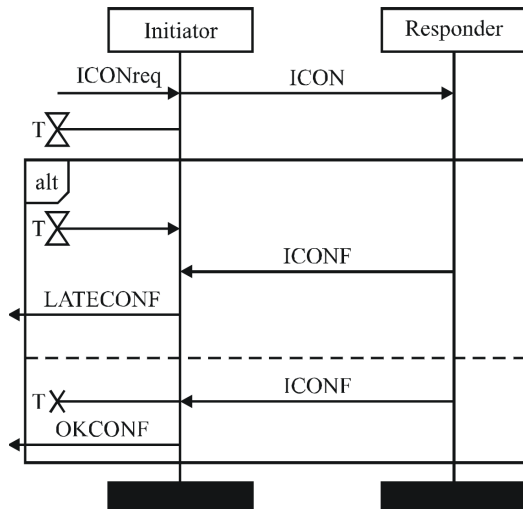 Initiator Responder
ICONreq ICON
T
alt
T
ICONF
LATECONF
T ICONF
OKCONF